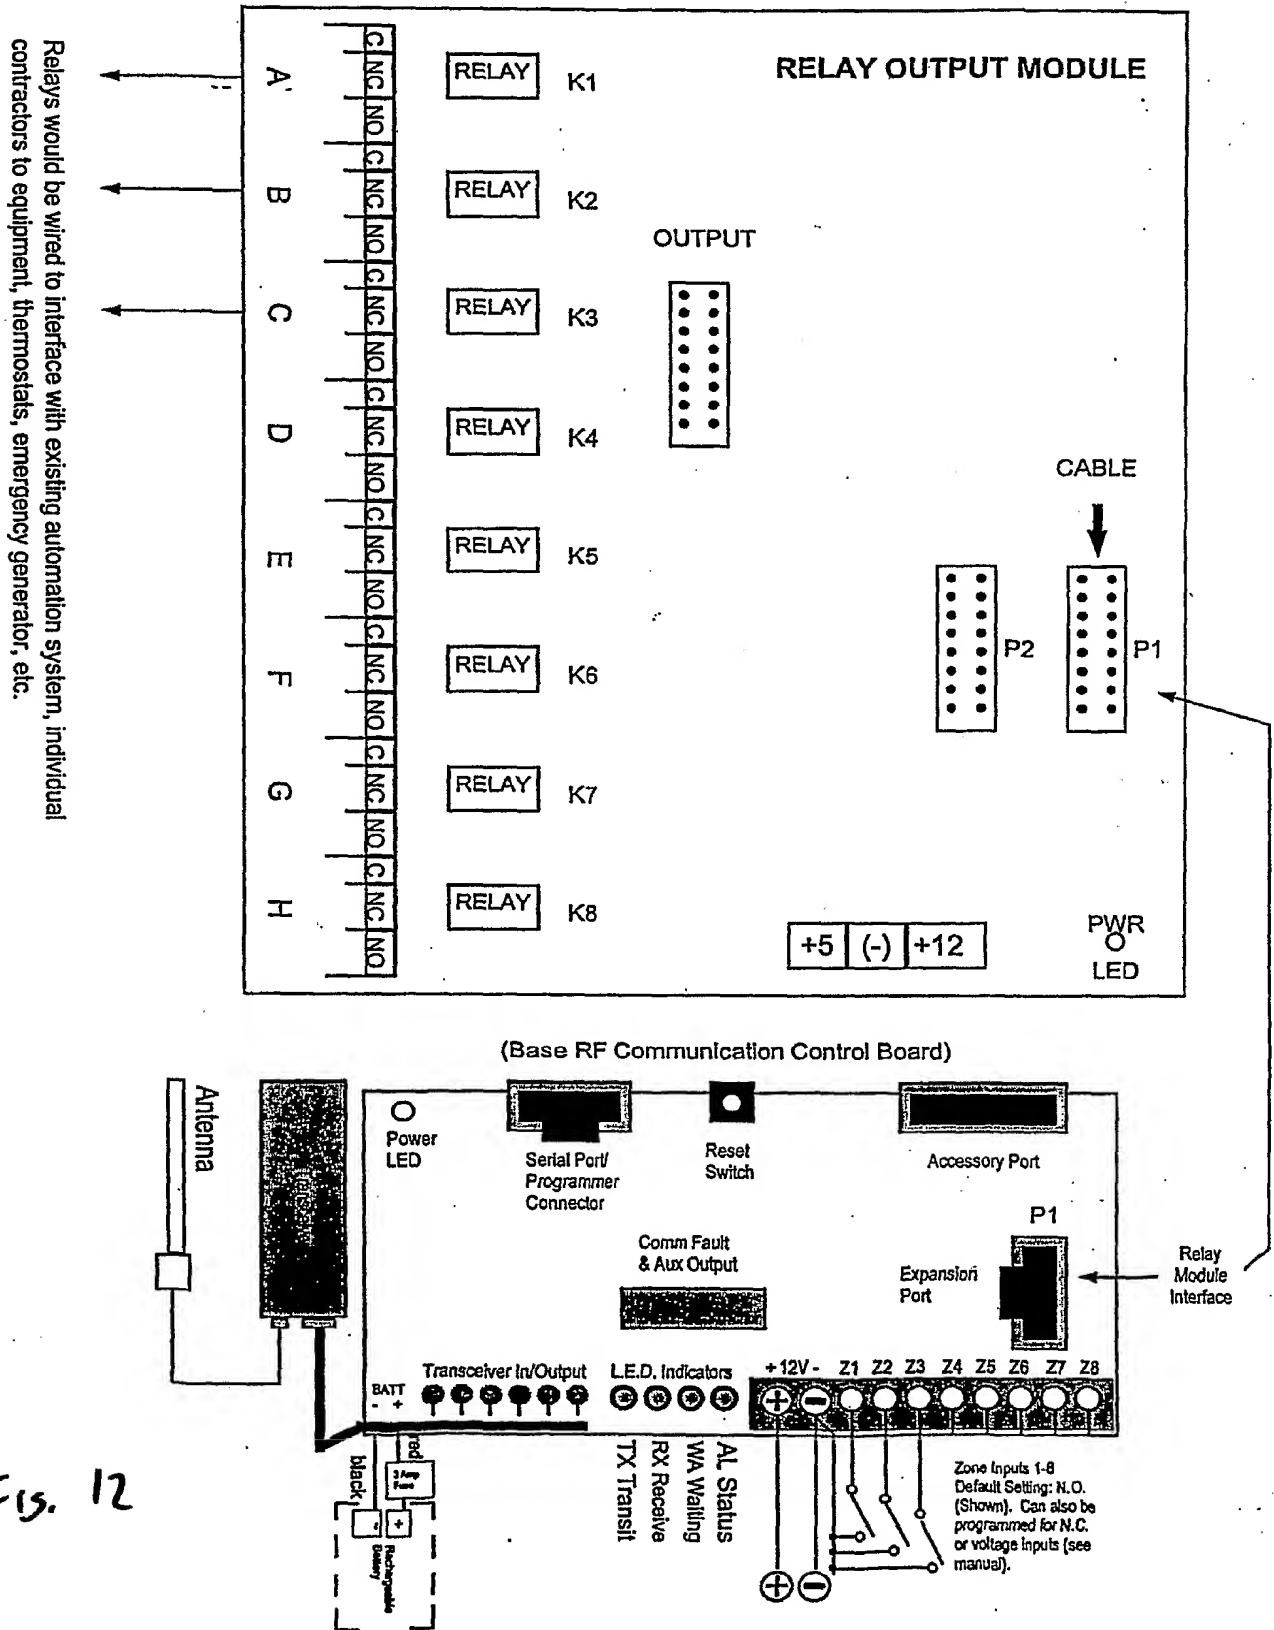 RELAY OUTPUT MODULE
A
C
NC
NO
RELAY
K1
B
C
NC
NO
RELAY
K2
OUTPUT
C
C
NC
NO
RELAY
K3
D
C
NC
NO
RELAY
K4
CABLE
E
C
NC
NO
RELAY
K5
P2
P1
F
C
NC
NO
RELAY
K6
G
C
NC
NO
RELAY
K7
H
C
NC
NO
RELAY
K8
+5
(-)
+12
PWR
LED
Relays would be wired to interface with existing automation system, individual
contractors to equipment, thermostats, emergency generator, etc.
(Base RF Communication Control Board)
Antenna
Power
LED
Serial Port/
Programmer
Connector
Reset
Switch
Accessory Port
P1
Comm Fault
& Aux Output
Expansion
Port
Relay
Module
Interface
Transceiver In/Output
L.E.D. Indicators
+ 12V -
Z1
Z2
Z3
Z4
Z5
Z6
Z7
Z8
BATT
- +
red
black
3 Amp
Fuse
- +
Rechargeable
Battery
TX Transit
RX Receive
WA Waiting
AL Status
Zone Inputs 1-8
Default Setting: N.O.
(Shown). Can also be
programmed for N.C.
or voltage inputs (see
manual).
+ -
Fig. 12